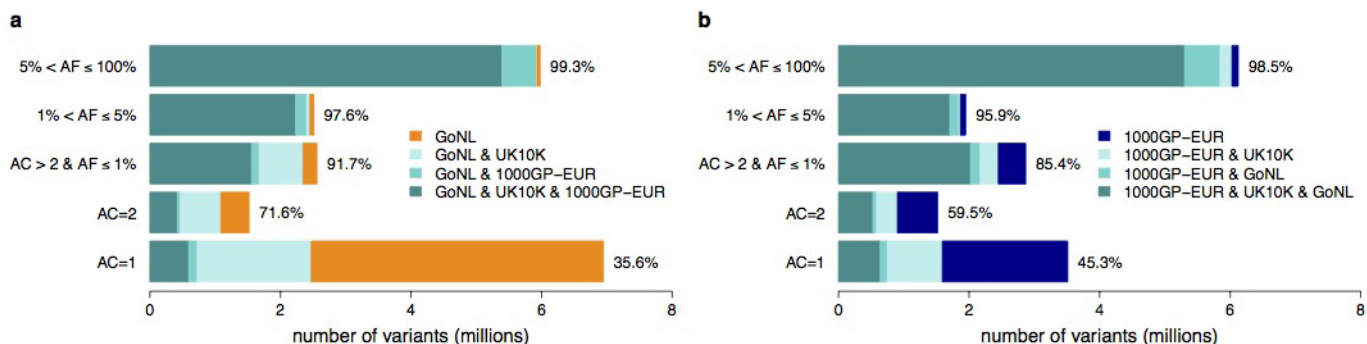 a
5% < AF ≤ 100%
99.3%
1% < AF ≤ 5%
97.6%
AC > 2 & AF ≤ 1%
91.7%
AC=2
71.6%
AC=1
35.6%
GoNL
GoNL & UK10K
GoNL & 1000GP−EUR
GoNL & UK10K & 1000GP−EUR
0 2 4 6 8
number of variants (millions)
b
5% < AF ≤ 100%
98.5%
1% < AF ≤ 5%
95.9%
AC > 2 & AF ≤ 1%
85.4%
AC=2
59.5%
AC=1
45.3%
1000GP−EUR
1000GP−EUR & UK10K
1000GP−EUR & GoNL
1000GP−EUR & UK10K & GoNL
0 2 4 6 8
number of variants (millions)